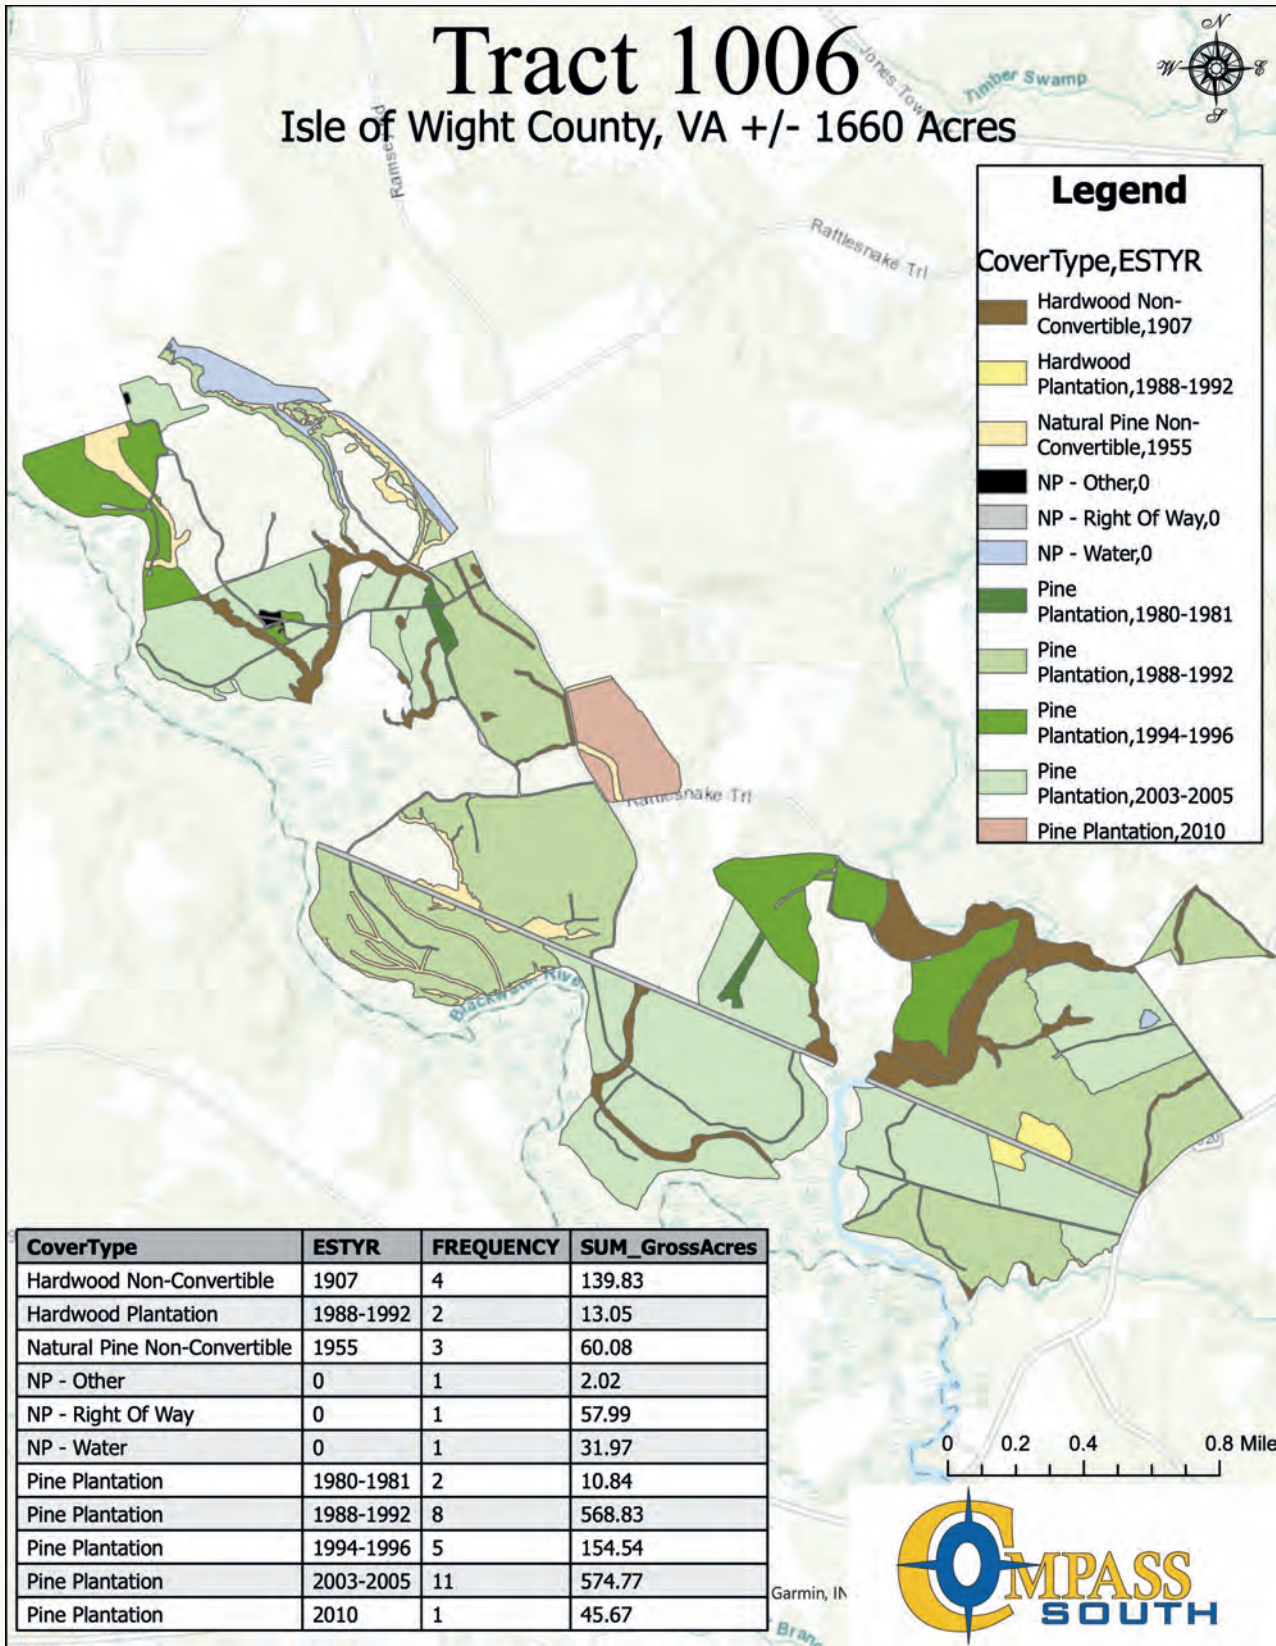 Tract 1006
Isle of Wight County, VA +/- 1660 Acres
N
W
E
S
Timber Swamp
Rattlesnake Trl
Legend
CoverType,ESTYR
Hardwood Non-
Convertible,1907
Hardwood
Plantation,1988-1992
Natural Pine Non-
Convertible,1955
NP - Other,0
NP - Right Of Way,0
NP - Water,0
Pine
Plantation,1980-1981
Pine
Plantation,1988-1992
Pine
Plantation,1994-1996
Pine
Plantation,2003-2005
Pine Plantation,2010
Rattlesnake Trl
Blackwater River
CoverType ESTYR FREQUENCY SUM_GrossAcres
Hardwood Non-Convertible 1907 4 139.83
Hardwood Plantation 1988-1992 2 13.05
Natural Pine Non-Convertible 1955 3 60.08
NP - Other 0 1 2.02
NP - Right Of Way 0 1 57.99
NP - Water 0 1 31.97
Pine Plantation 1980-1981 2 10.84
Pine Plantation 1988-1992 8 568.83
Pine Plantation 1994-1996 5 154.54
Pine Plantation 2003-2005 11 574.77
Pine Plantation 2010 1 45.67
0 0.2 0.4 0.8 Mile
Garmin, IN
COMPASS
SOUTH